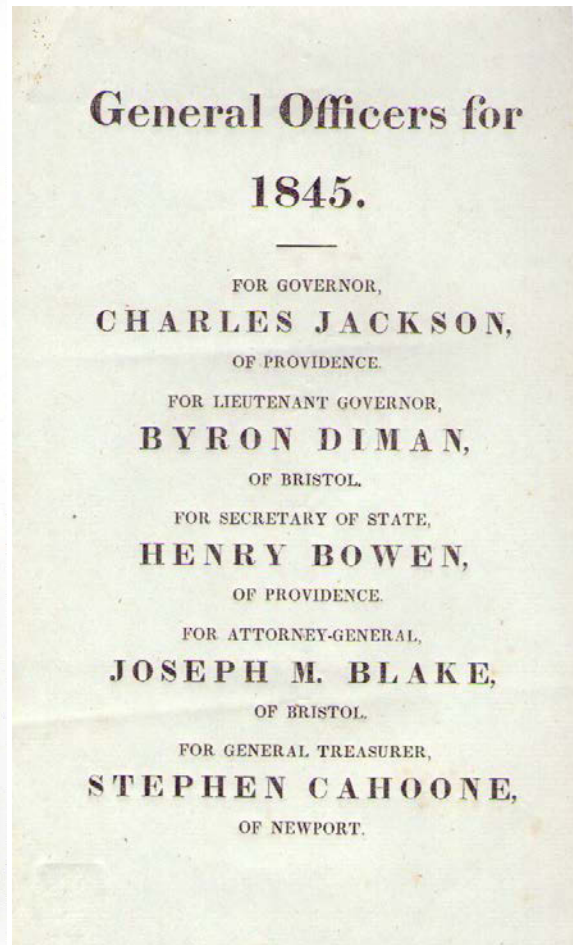 General Officers for
1845.
FOR GOVERNOR,
CHARLES JACKSON,
OF PROVIDENCE.
FOR LIEUTENANT GOVERNOR,
BYRON DIMAN,
OF BRISTOL.
FOR SECRETARY OF STATE,
HENRY BOWEN,
OF PROVIDENCE.
FOR ATTORNEY-GENERAL,
JOSEPH M. BLAKE,
OF BRISTOL.
FOR GENERAL TREASURER,
STEPHEN CAHOONE,
OF NEWPORT.